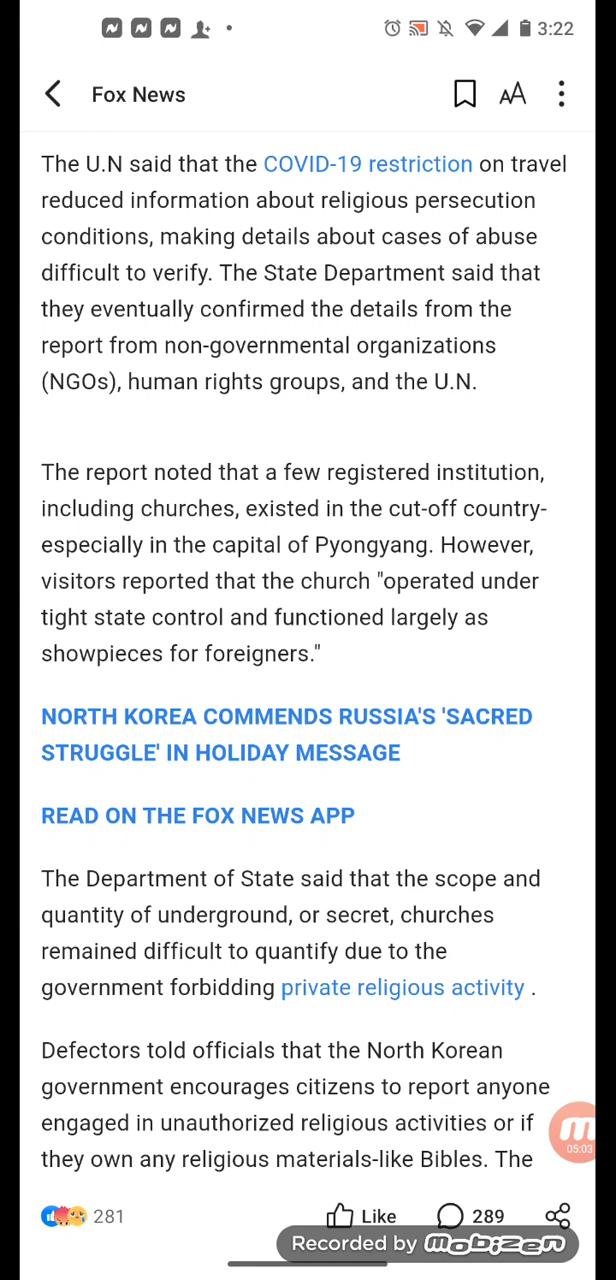 3:22
Fox News
AA
The U.N said that the COVID-19 restriction on travel
reduced information about religious persecution
conditions, making details about cases of abuse
difficult to verify. The State Department said that
they eventually confirmed the details from the
report from non-governmental organizations
(NGOs), human rights groups, and the U.N.
The report noted that a few registered institution,
including churches, existed in the cut-off country-
especially in the capital of Pyongyang. However,
visitors reported that the church "operated under
tight state control and functioned largely as
showpieces for foreigners."
NORTH KOREA COMMENDS RUSSIA'S 'SACRED
STRUGGLE' IN HOLIDAY MESSAGE
READ ON THE FOX NEWS APP
The Department of State said that the scope and
quantity of underground, or secret, churches
remained difficult to quantify due to the
government forbidding private religious activity .
Defectors told officials that the North Korean
government encourages citizens to report anyone
engaged in unauthorized religious activities or if
they own any religious materials-like Bibles. The
m
05:03
281 Like 289
Recorded by mobizen